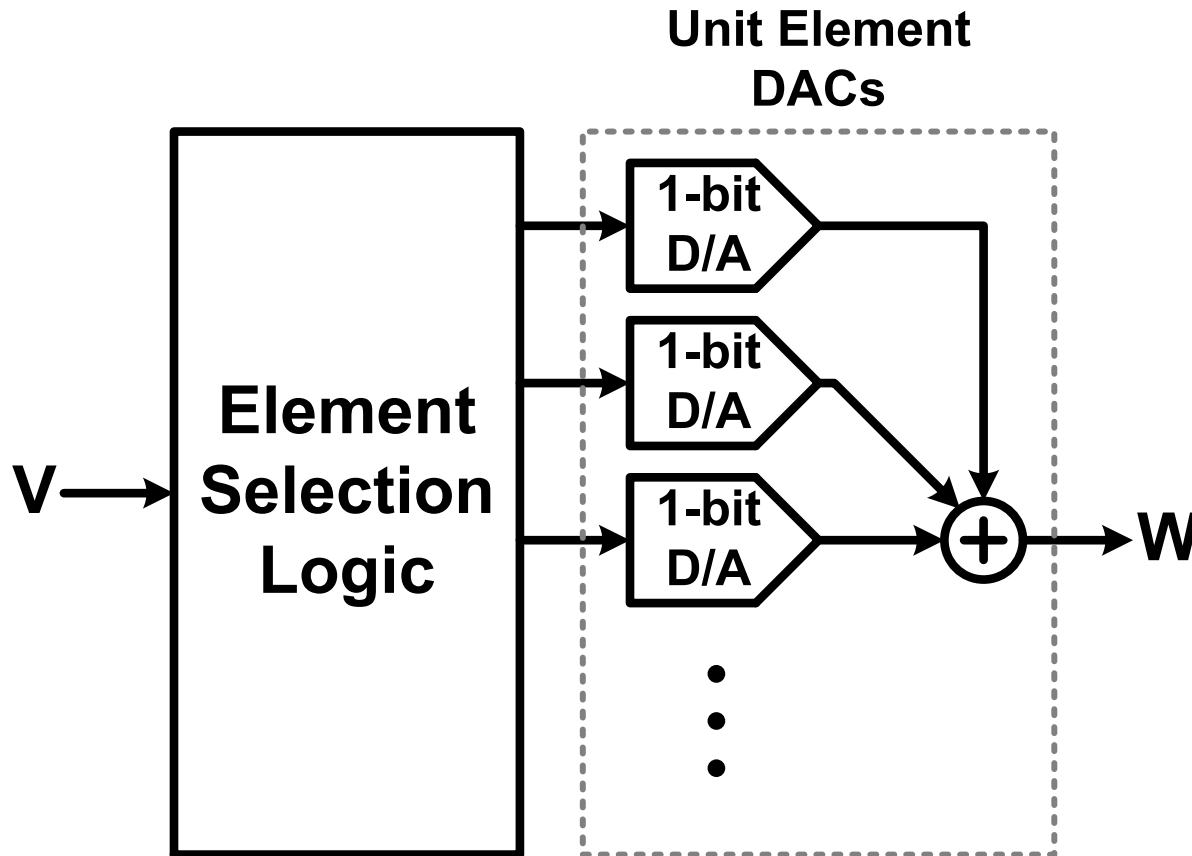 Unit Element
DACs
1-bit
D/A
1-bit
D/A
Element
Selection
Logic
V
1-bit
D/A
W